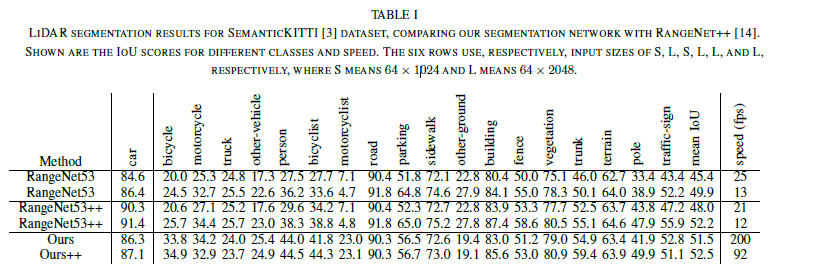 TABLE I
LIDAR SEGMENTATION RESULTS FOR SEMANTICKITTI [3] DATASET, COMPARING OUR SEGMENTATION NETWORK WITH RANGENET++ [14].
SHOWN ARE THE IOU SCORES FOR DIFFERENT CLASSES AND SPEED. THE SIX ROWS USE, RESPECTIVELY, INPUT SIZES OF S, L, S, L, L, AND L,
RESPECTIVELY, WHERE S MEANS 64 × 1024 AND L MEANS 64 × 2048.
Method car bicycle motorcycle truck other-vehicle person bicyclist motorcyclist road parking sidewalk other-ground building fence vegetation trunk terrain pole traffic-sign mean IoU speed (fps)
RangeNet53 84.6 20.0 25.3 24.8 17.3 27.5 27.7 7.1 90.4 51.8 72.1 22.8 80.4 50.0 75.1 46.0 62.7 33.4 43.4 45.4 25
RangeNet53 86.4 24.5 32.7 25.5 22.6 36.2 33.6 4.7 91.8 64.8 74.6 27.9 84.1 55.0 78.3 50.1 64.0 38.9 52.2 49.9 13
RangeNet53++ 90.3 20.6 27.1 25.2 17.6 29.6 34.2 7.1 90.4 52.3 72.7 22.8 83.9 53.3 77.7 52.5 63.7 43.8 47.2 48.0 21
RangeNet53++ 91.4 25.7 34.4 25.7 23.0 38.3 38.8 4.8 91.8 65.0 75.2 27.8 87.4 58.6 80.5 55.1 64.6 47.9 55.9 52.2 12
Ours 86.3 33.8 34.2 24.0 25.4 44.0 41.8 23.0 90.3 56.5 72.6 19.4 83.0 51.2 79.0 54.9 63.4 41.9 52.8 51.5 200
Ours++ 87.1 34.9 32.9 23.7 24.9 44.5 44.3 23.1 90.3 56.7 73.0 19.1 85.6 53.0 80.9 59.4 63.9 49.9 51.1 52.5 92